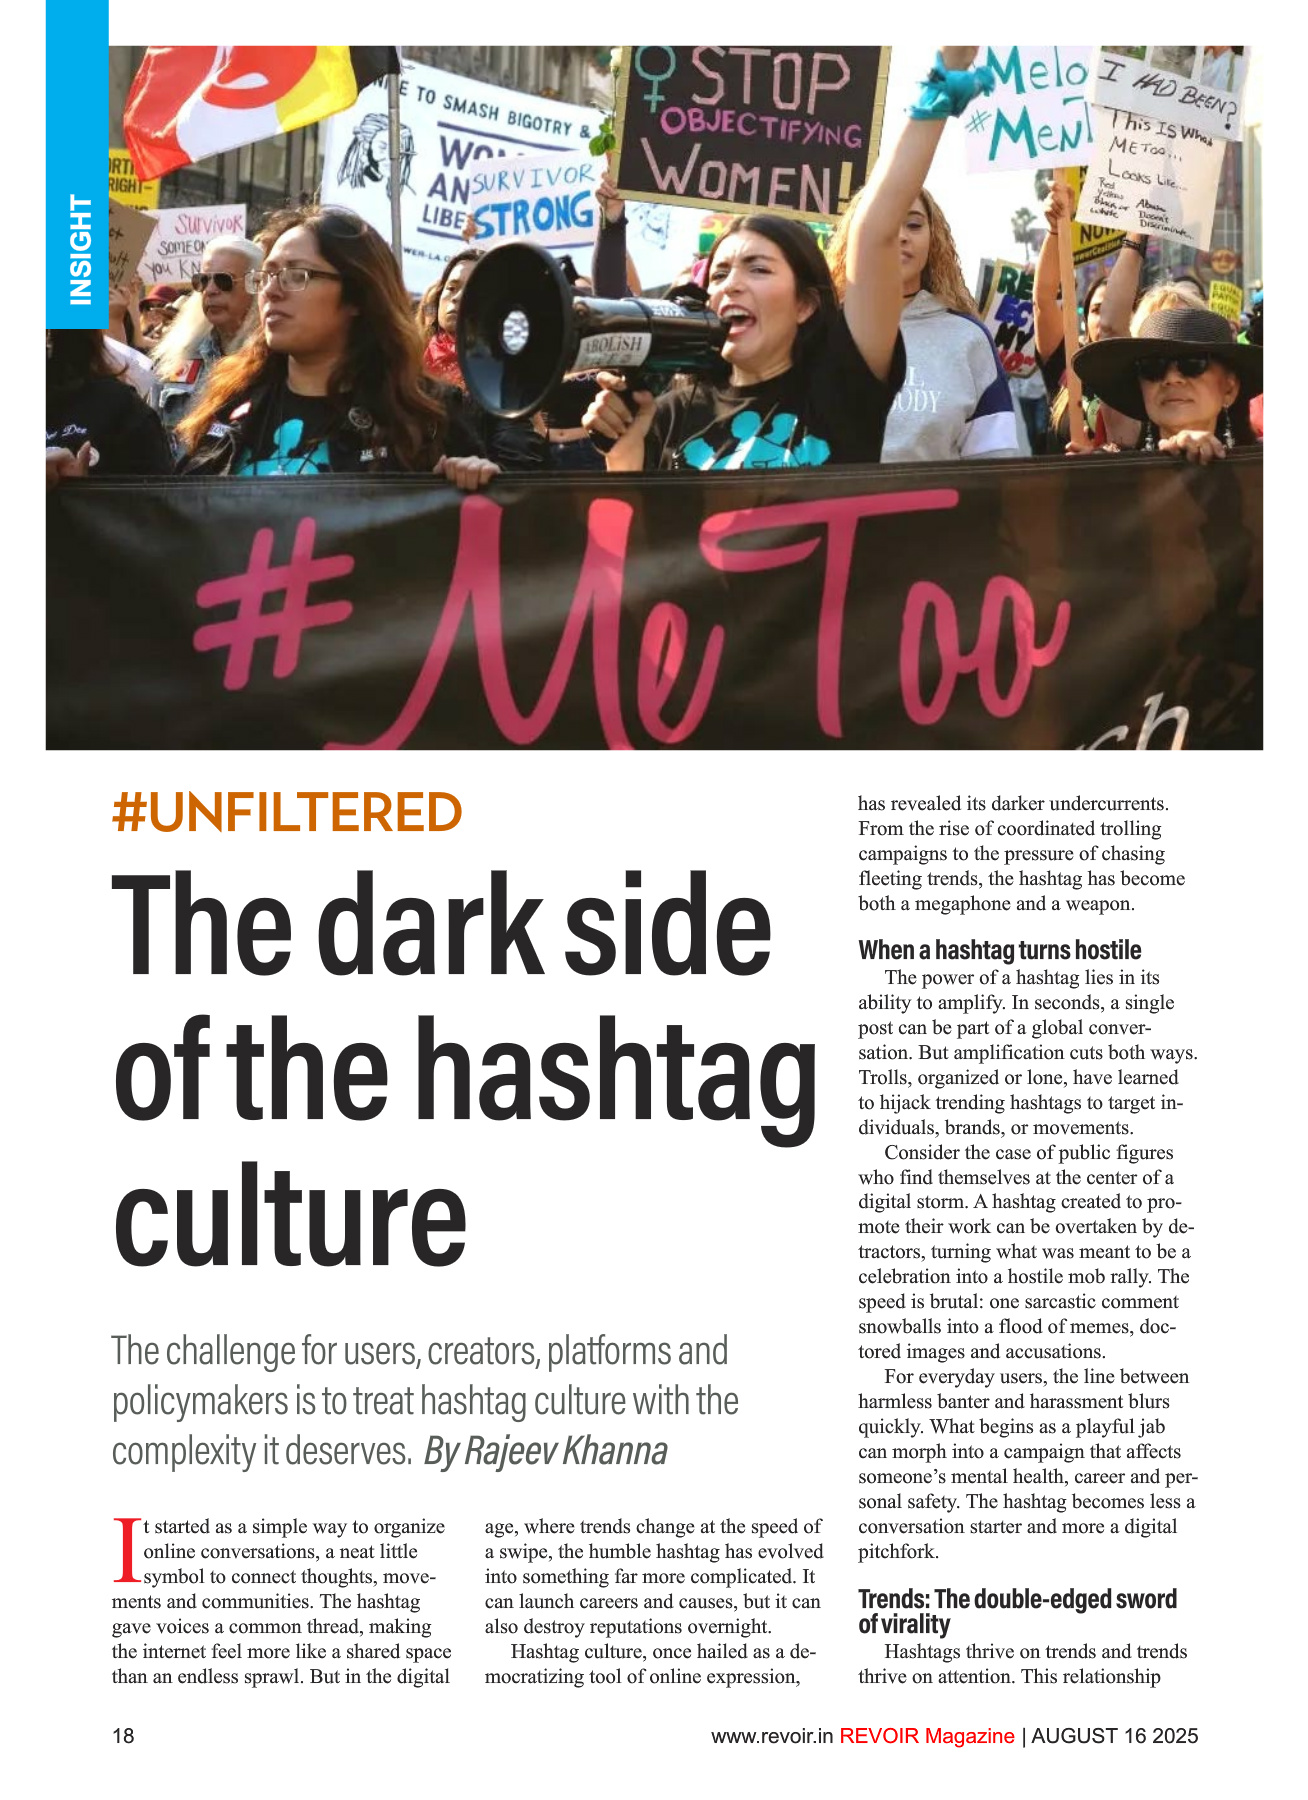 INSIGHT
TO SMASH BIGOTRY &
SURVIVOR
STRONG
STOP
OBJECTIFYING
WOMEN!
Survivor
SOMEON
YOU KN
I HAD BEEN?
This Is What
METoo...
Looks Like...
ABOLISH
#MeToo
#UNFILTERED
The dark side
of the hashtag
culture
The challenge for users, creators, platforms and
policymakers is to treat hashtag culture with the
complexity it deserves. By Rajeev Khanna
It started as a simple way to organize
online conversations, a neat little
symbol to connect thoughts, move-
ments and communities. The hashtag
gave voices a common thread, making
the internet feel more like a shared space
than an endless sprawl. But in the digital
age, where trends change at the speed of
a swipe, the humble hashtag has evolved
into something far more complicated. It
can launch careers and causes, but it can
also destroy reputations overnight.
Hashtag culture, once hailed as a de-
mocratizing tool of online expression,
has revealed its darker undercurrents.
From the rise of coordinated trolling
campaigns to the pressure of chasing
fleeting trends, the hashtag has become
both a megaphone and a weapon.
When a hashtag turns hostile
The power of a hashtag lies in its
ability to amplify. In seconds, a single
post can be part of a global conver-
sation. But amplification cuts both ways.
Trolls, organized or lone, have learned
to hijack trending hashtags to target in-
dividuals, brands, or movements.
Consider the case of public figures
who find themselves at the center of a
digital storm. A hashtag created to pro-
mote their work can be overtaken by de-
tractors, turning what was meant to be a
celebration into a hostile mob rally. The
speed is brutal: one sarcastic comment
snowballs into a flood of memes, doc-
tored images and accusations.
For everyday users, the line between
harmless banter and harassment blurs
quickly. What begins as a playful jab
can morph into a campaign that affects
someone’s mental health, career and per-
sonal safety. The hashtag becomes less a
conversation starter and more a digital
pitchfork.
Trends: The double-edged sword
of virality
Hashtags thrive on trends and trends
thrive on attention. This relationship
18
www.revoir.in REVOIR Magazine | AUGUST 16 2025